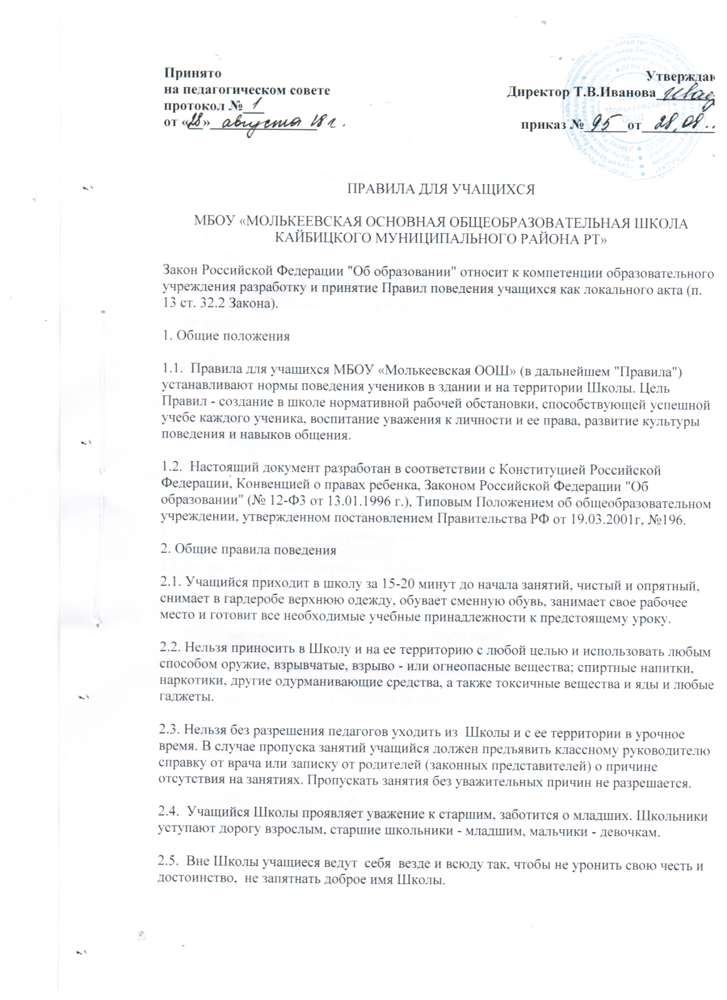 Принято
на педагогическом совете
протокол № 1
от «28» августа 18 г.
Утверждаю
Директор Т.В.Иванова
приказ № 95 от 28.08.
"Молькеевская
ООШ"
ПРАВИЛА ДЛЯ УЧАЩИХСЯ
МБОУ «МОЛЬКЕЕВСКАЯ ОСНОВНАЯ ОБЩЕОБРАЗОВАТЕЛЬНАЯ ШКОЛА
КАЙБИЦКОГО МУНИЦИПАЛЬНОГО РАЙОНА РТ»
Закон Российской Федерации "Об образовании" относит к компетенции образовательного
учреждения разработку и принятие Правил поведения учащихся как локального акта (п.
13 ст. 32.2 Закона).
1. Общие положения
1.1. Правила для учащихся МБОУ «Молькеевская ООШ» (в дальнейшем "Правила")
устанавливают нормы поведения учеников в здании и на территории Школы. Цель
Правил - создание в школе нормативной рабочей обстановки, способствующей успешной
учебе каждого ученика, воспитание уважения к личности и ее права, развитие культуры
поведения и навыков общения.
1.2. Настоящий документ разработан в соответствии с Конституцией Российской
Федерации, Конвенцией о правах ребенка, Законом Российской Федерации "Об
образовании" (№ 12-ФЗ от 13.01.1996 г.), Типовым Положением об общеобразовательном
учреждении, утвержденном постановлением Правительства РФ от 19.03.2001г, №196.
2. Общие правила поведения
2.1. Учащийся приходит в школу за 15-20 минут до начала занятий, чистый и опрятный,
снимает в гардеробе верхнюю одежду, обувает сменную обувь, занимает свое рабочее
место и готовит все необходимые учебные принадлежности к предстоящему уроку.
2.2. Нельзя приносить в Школу и на ее территорию с любой целью и использовать любым
способом оружие, взрывчатые, взрыво - или огнеопасные вещества; спиртные напитки,
наркотики, другие одурманивающие средства, а также токсичные вещества и яды и любые
гаджеты.
2.3. Нельзя без разрешения педагогов уходить из Школы и с ее территории в урочное
время. В случае пропуска занятий учащийся должен предъявить классному руководителю
справку от врача или записку от родителей (законных представителей) о причине
отсутствия на занятиях. Пропускать занятия без уважительных причин не разрешается.
2.4. Учащийся Школы проявляет уважение к старшим, заботится о младших. Школьники
уступают дорогу взрослым, старшие школьники - младшим, мальчики - девочкам.
2.5. Вне Школы учащиеся ведут себя везде и всюду так, чтобы не уронить свою честь и
достоинство, не запятнать доброе имя Школы.